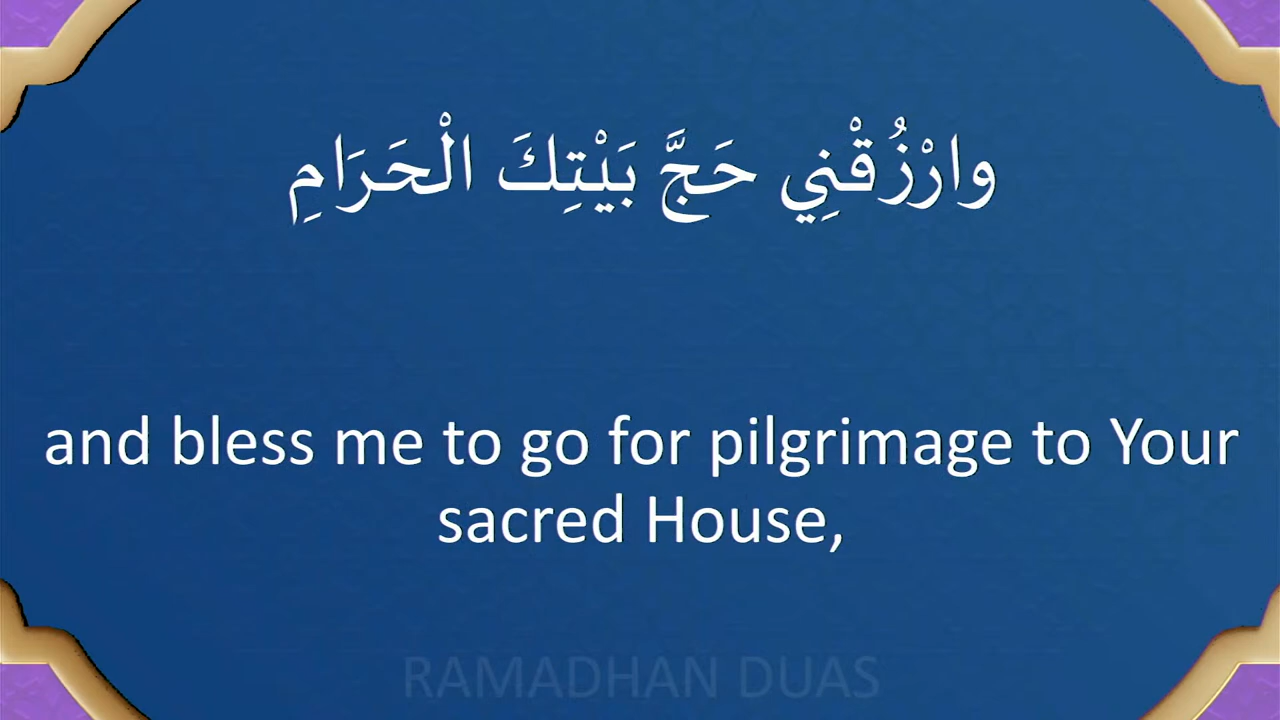 وارْزُقْنِي حَجَّ بَيْتِكَ الْحَرَامِ
and bless me to go for pilgrimage to Your
sacred House,
RAMADHAN DUAS